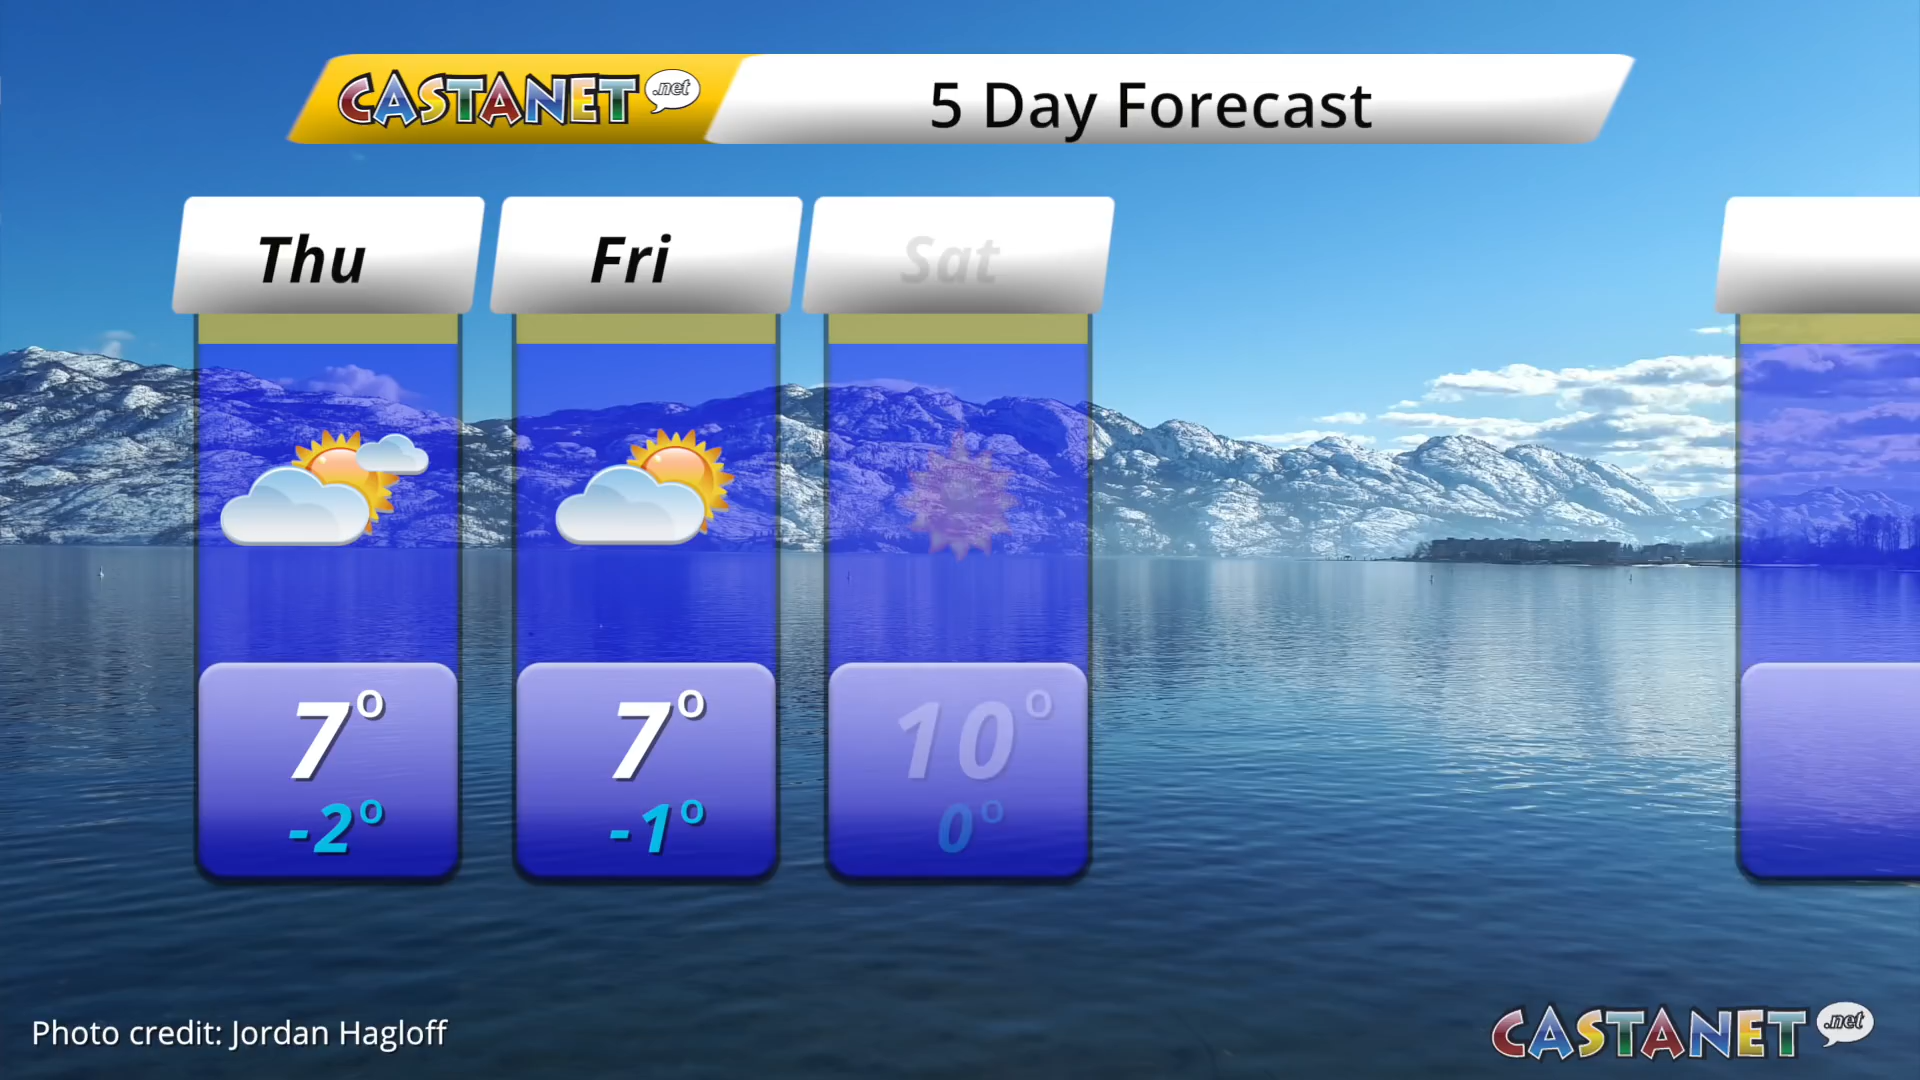 CASTANET .net
5 Day Forecast
Thu
Fri
Sat
7°
7°
10°
-2°
-1°
0°
Photo credit: Jordan Hagloff
CASTANET .net